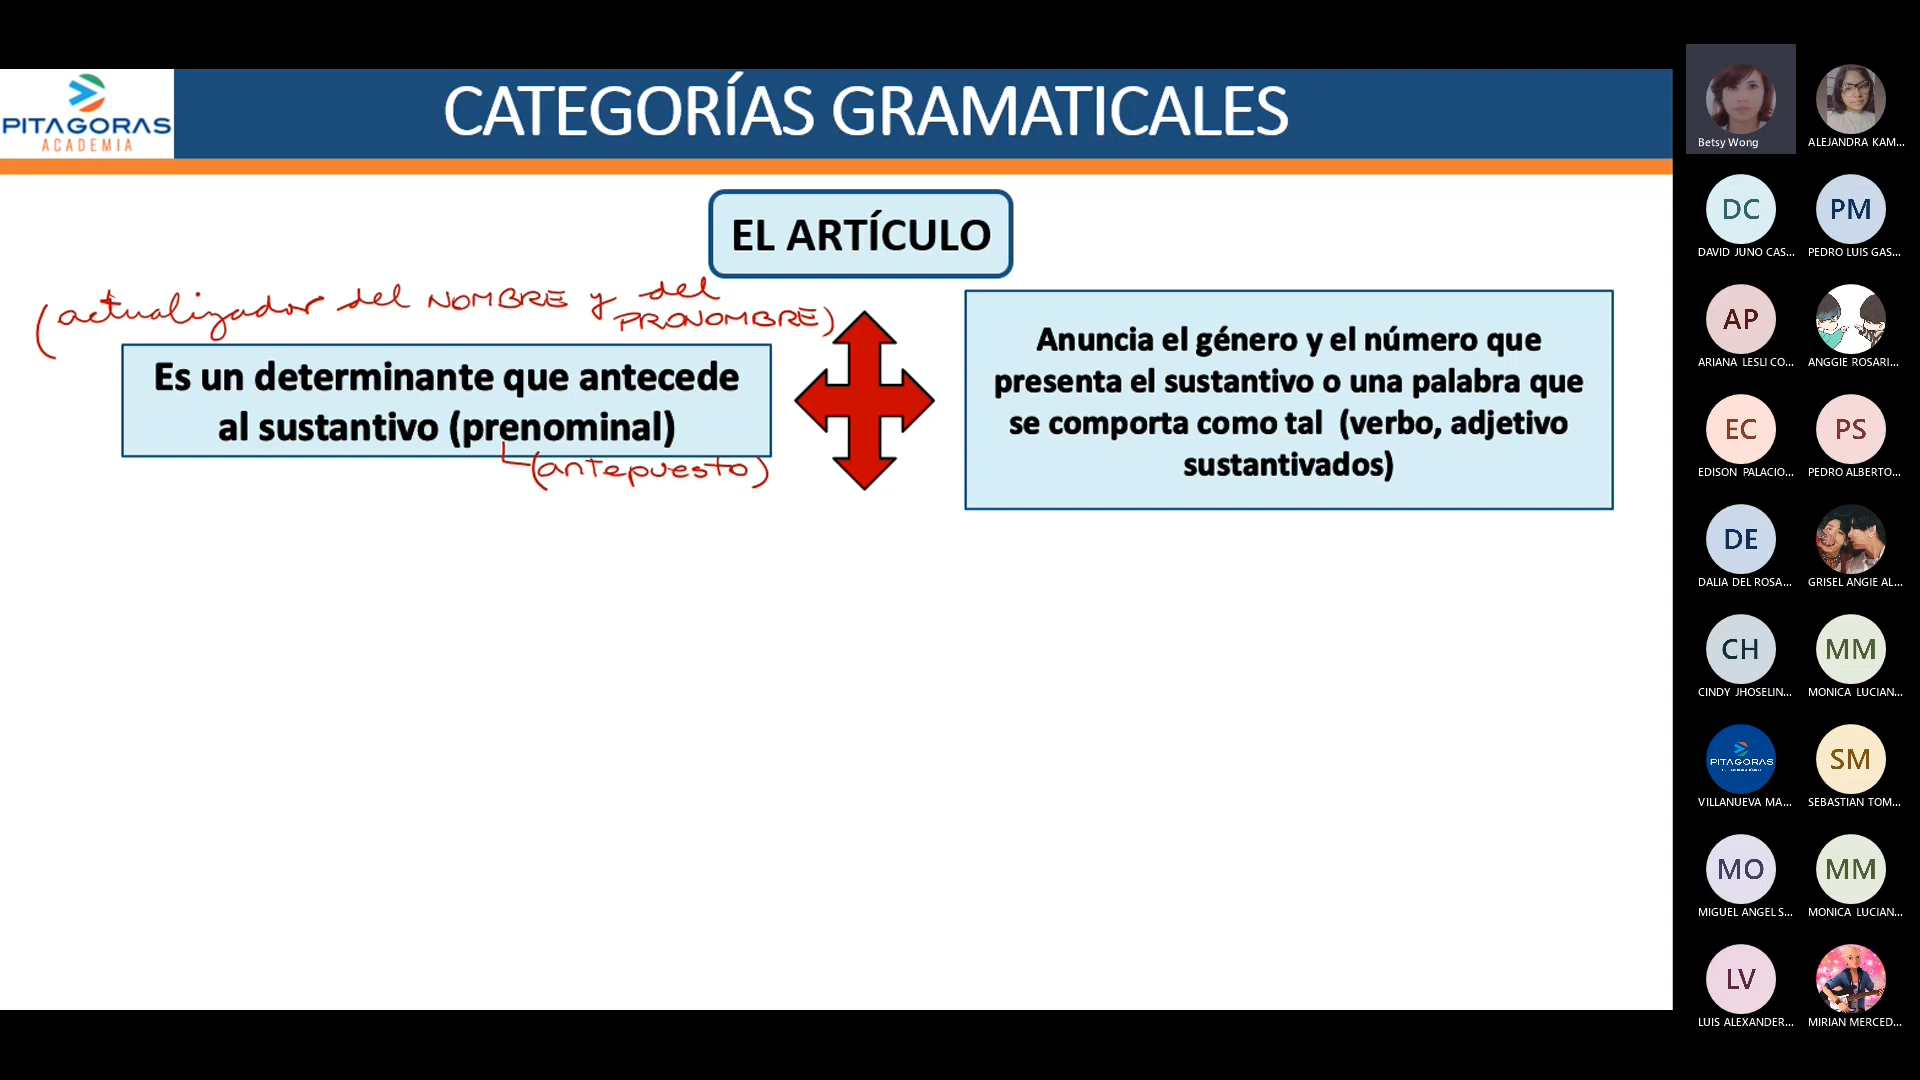 PITAGORAS
ACADEMIA
CATEGORÍAS GRAMATICALES
EL ARTÍCULO
(actualizador del NOMBRE y del
PRONOMBRE)
Es un determinante que antecede
al sustantivo (prenominal)
(antepuesto)
Anuncia el género y el número que
presenta el sustantivo o una palabra que
se comporta como tal (verbo, adjetivo
sustantivados)
Betsy Wong
ALEJANDRA KAM...
DC
DAVID JUNO CAS...
PM
PEDRO LUIS GAS...
AP
ARIANA LESLI CO...
ANGGIE ROSARI...
EC
EDISON PALACIO...
PS
PEDRO ALBERTO...
DE
DALIA DEL ROSA...
GRISEL ANGIE AL...
CH
CINDY JHOSELIN...
MM
MONICA LUCIAN...
PITAGORAS
VILLANUEVA MA...
SM
SEBASTIAN TOM...
MO
MIGUEL ANGEL S...
MM
MONICA LUCIAN...
LV
LUIS ALEXANDER...
MIRIAN MERCED...